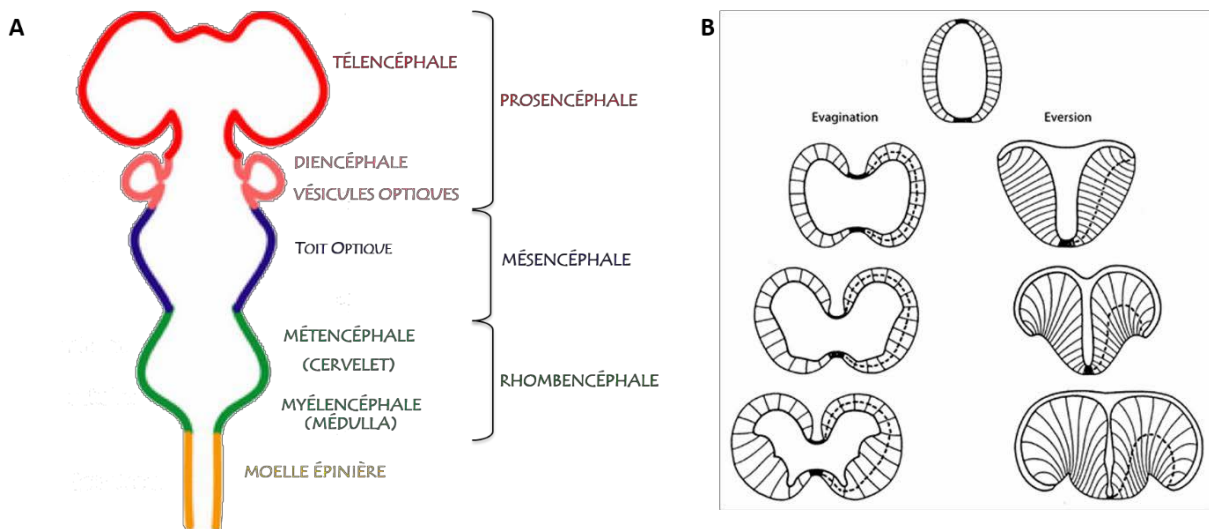 A
TÉLENCÉPHALE
PROSENCÉPHALE
DIENCÉPHALE
VÉSICULES OPTIQUES
TOIT OPTIQUE
MÉSENCÉPHALE
MÉTENCÉPHALE
(CERVELET)
RHOMBENCÉPHALE
MYÉLENCÉPHALE
(MÉDULLA)
MOELLE ÉPINIÈRE
B
Evagination
Eversion